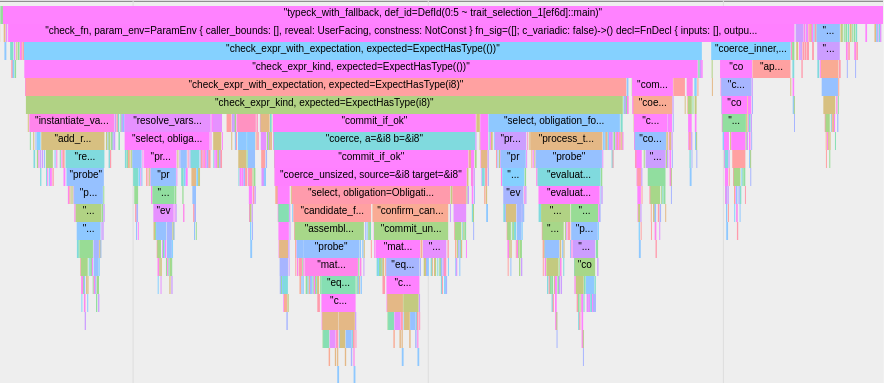 "typeck_with_fallback, def_id=DefId(0:5 ~ trait_selection_1[ef6d]::main)"
"check_fn, param_env=ParamEnv { caller_bounds: [], reveal: UserFacing, constness: NotConst } fn_sig=([]; c_variadic: false)->() decl=FnDecl { inputs: [], outpu... "...
"check_expr_with_expectation, expected=ExpectHasType(())" "coerce_inner,... "...
"check_expr_kind, expected=ExpectHasType(())" "co "ap...
"check_expr_with_expectation, expected=ExpectHasType(i8)" "com... "c...
"check_expr_kind, expected=ExpectHasType(i8)" "coe... "co
"instantiate_va... "resolve_vars... "commit_if_ok" "select, obligation_fo... "c... "...
"add_r... "select, obliga... "coerce, a=&i8 b=&i8" "pr... "process_t... "co...
"re... "pr... "commit_if_ok" "pr "probe" "...
"probe" "pr "coerce_unsized, source=&i8 target=&i8" "... "evaluat...
"p... "... "select, obligation=Obligati... "ev "evaluat...
"... "ev "candidate_f... "confirm_can... "... "...
"... "assembl... "commit_un... "... "p...
"probe" "mat... "... "...
"mat... "eq... "co
"eq... "c...
"c...